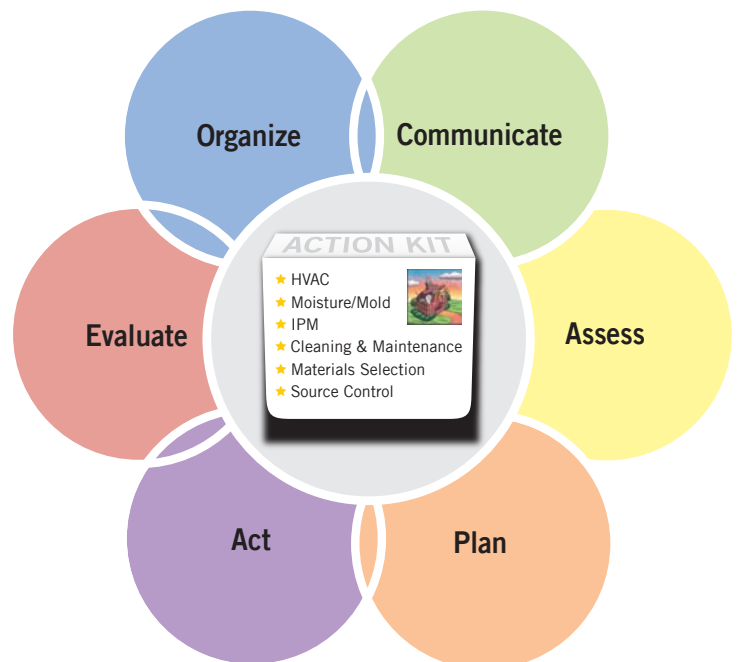 Organize
Communicate
Evaluate
Assess
Act
Plan
ACTION KIT
HVAC
Moisture/Mold
IPM
Cleaning & Maintenance
Materials Selection
Source Control